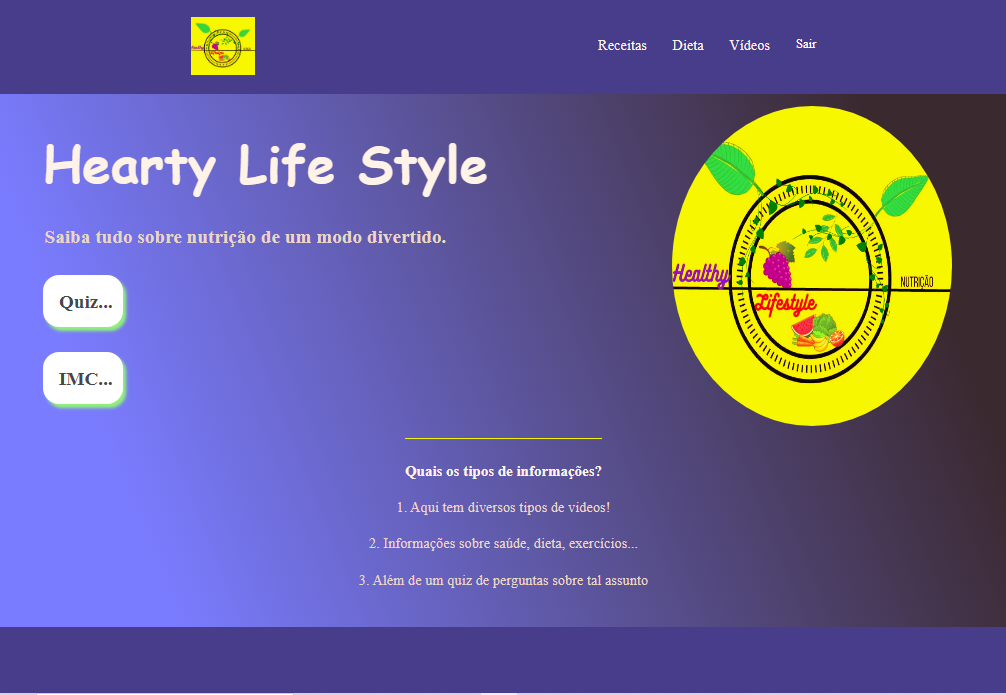 Receitas Dieta Vídeos Sair
Hearty Life Style
Saiba tudo sobre nutrição de um modo divertido.
Quiz...
IMC...
Healthy
NUTRIÇÃO
Lifestyle
Quais os tipos de informações?
1. Aqui tem diversos tipos de vídeos!
2. Informações sobre saúde, dieta, exercícios...
3. Além de um quiz de perguntas sobre tal assunto